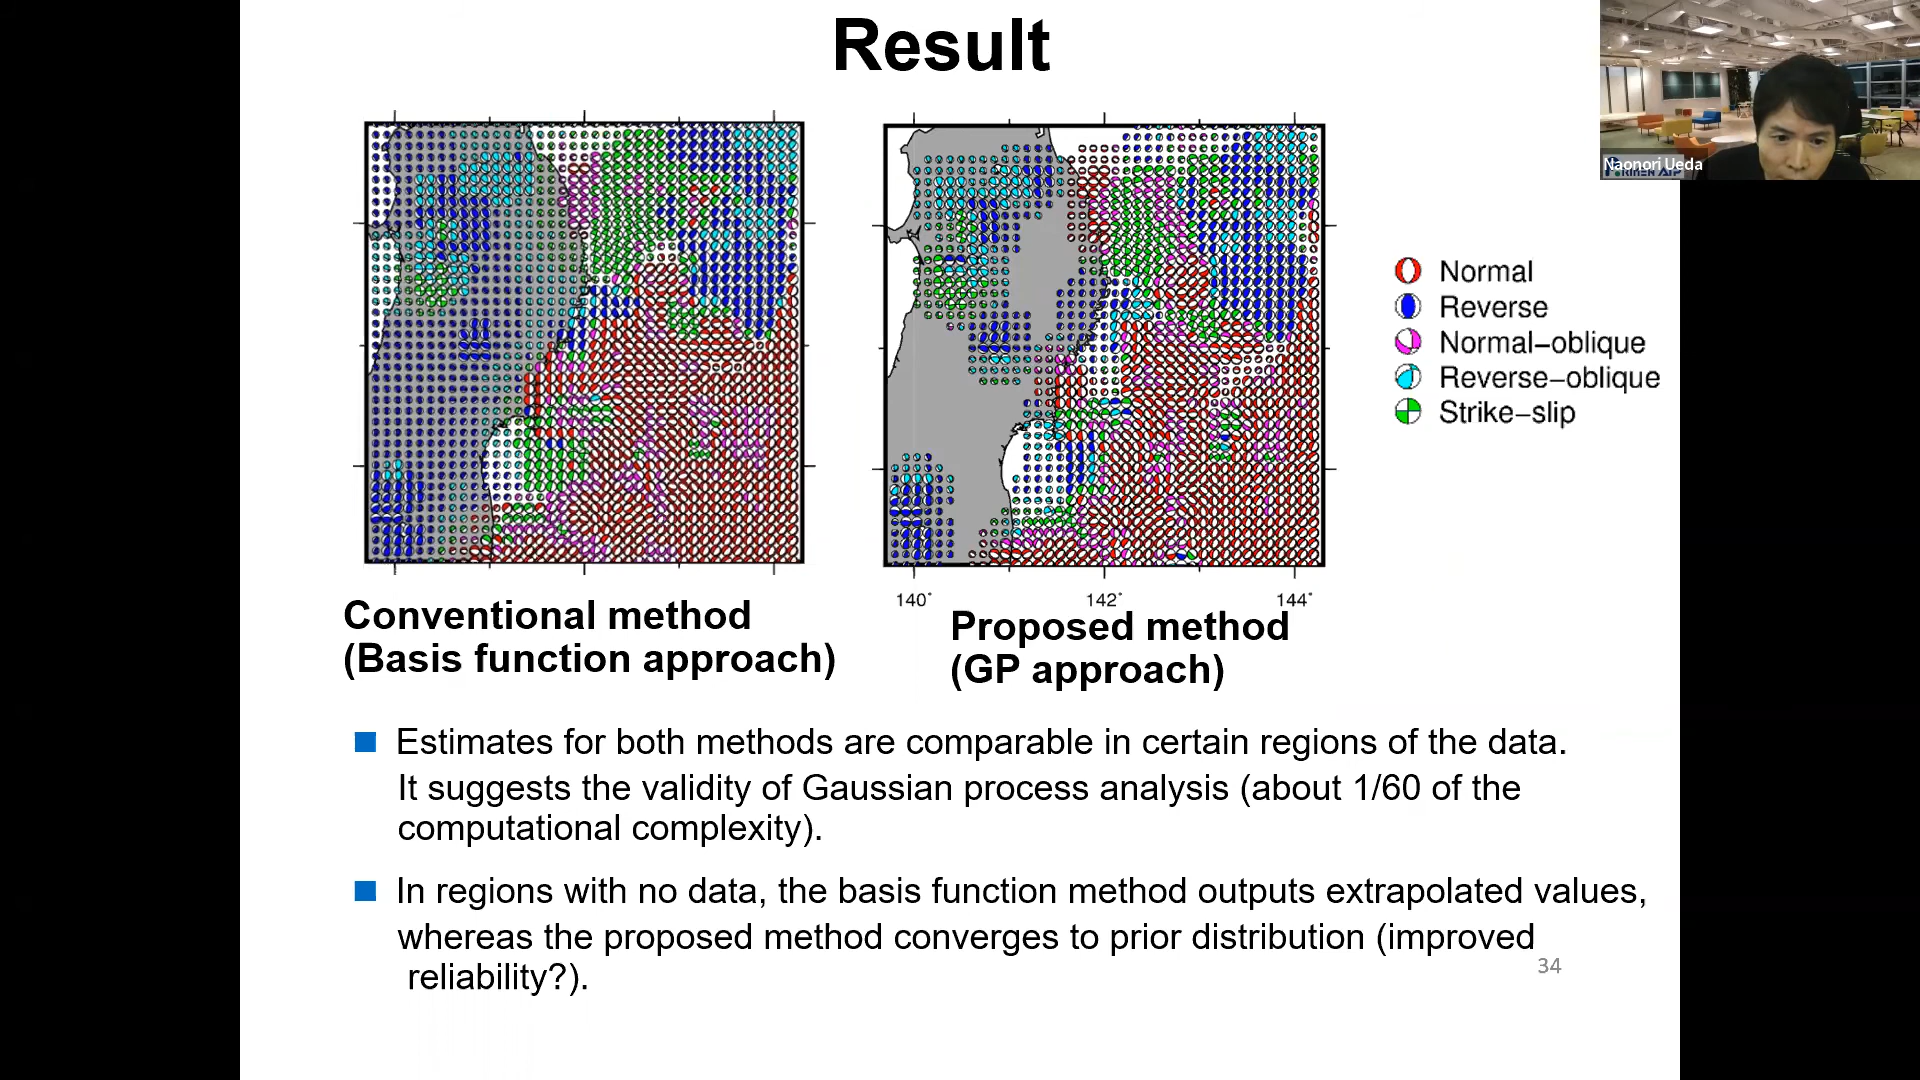 Result
Naonori Ueda
Normal
Reverse
Normal-oblique
Reverse-oblique
Strike-slip
140°
142°
144°
Conventional method
(Basis function approach)
Proposed method
(GP approach)
Estimates for both methods are comparable in certain regions of the data.
It suggests the validity of Gaussian process analysis (about 1/60 of the
computational complexity).
In regions with no data, the basis function method outputs extrapolated values,
whereas the proposed method converges to prior distribution (improved
reliability?).
34